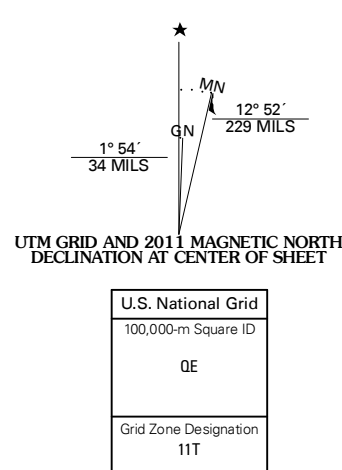 ★
MN
12° 52´
229 MILS
GN
1° 54´
34 MILS
UTM GRID AND 2011 MAGNETIC NORTH
DECLINATION AT CENTER OF SHEET
U.S. National Grid
100,000-m Square ID
QE
Grid Zone Designation
11T